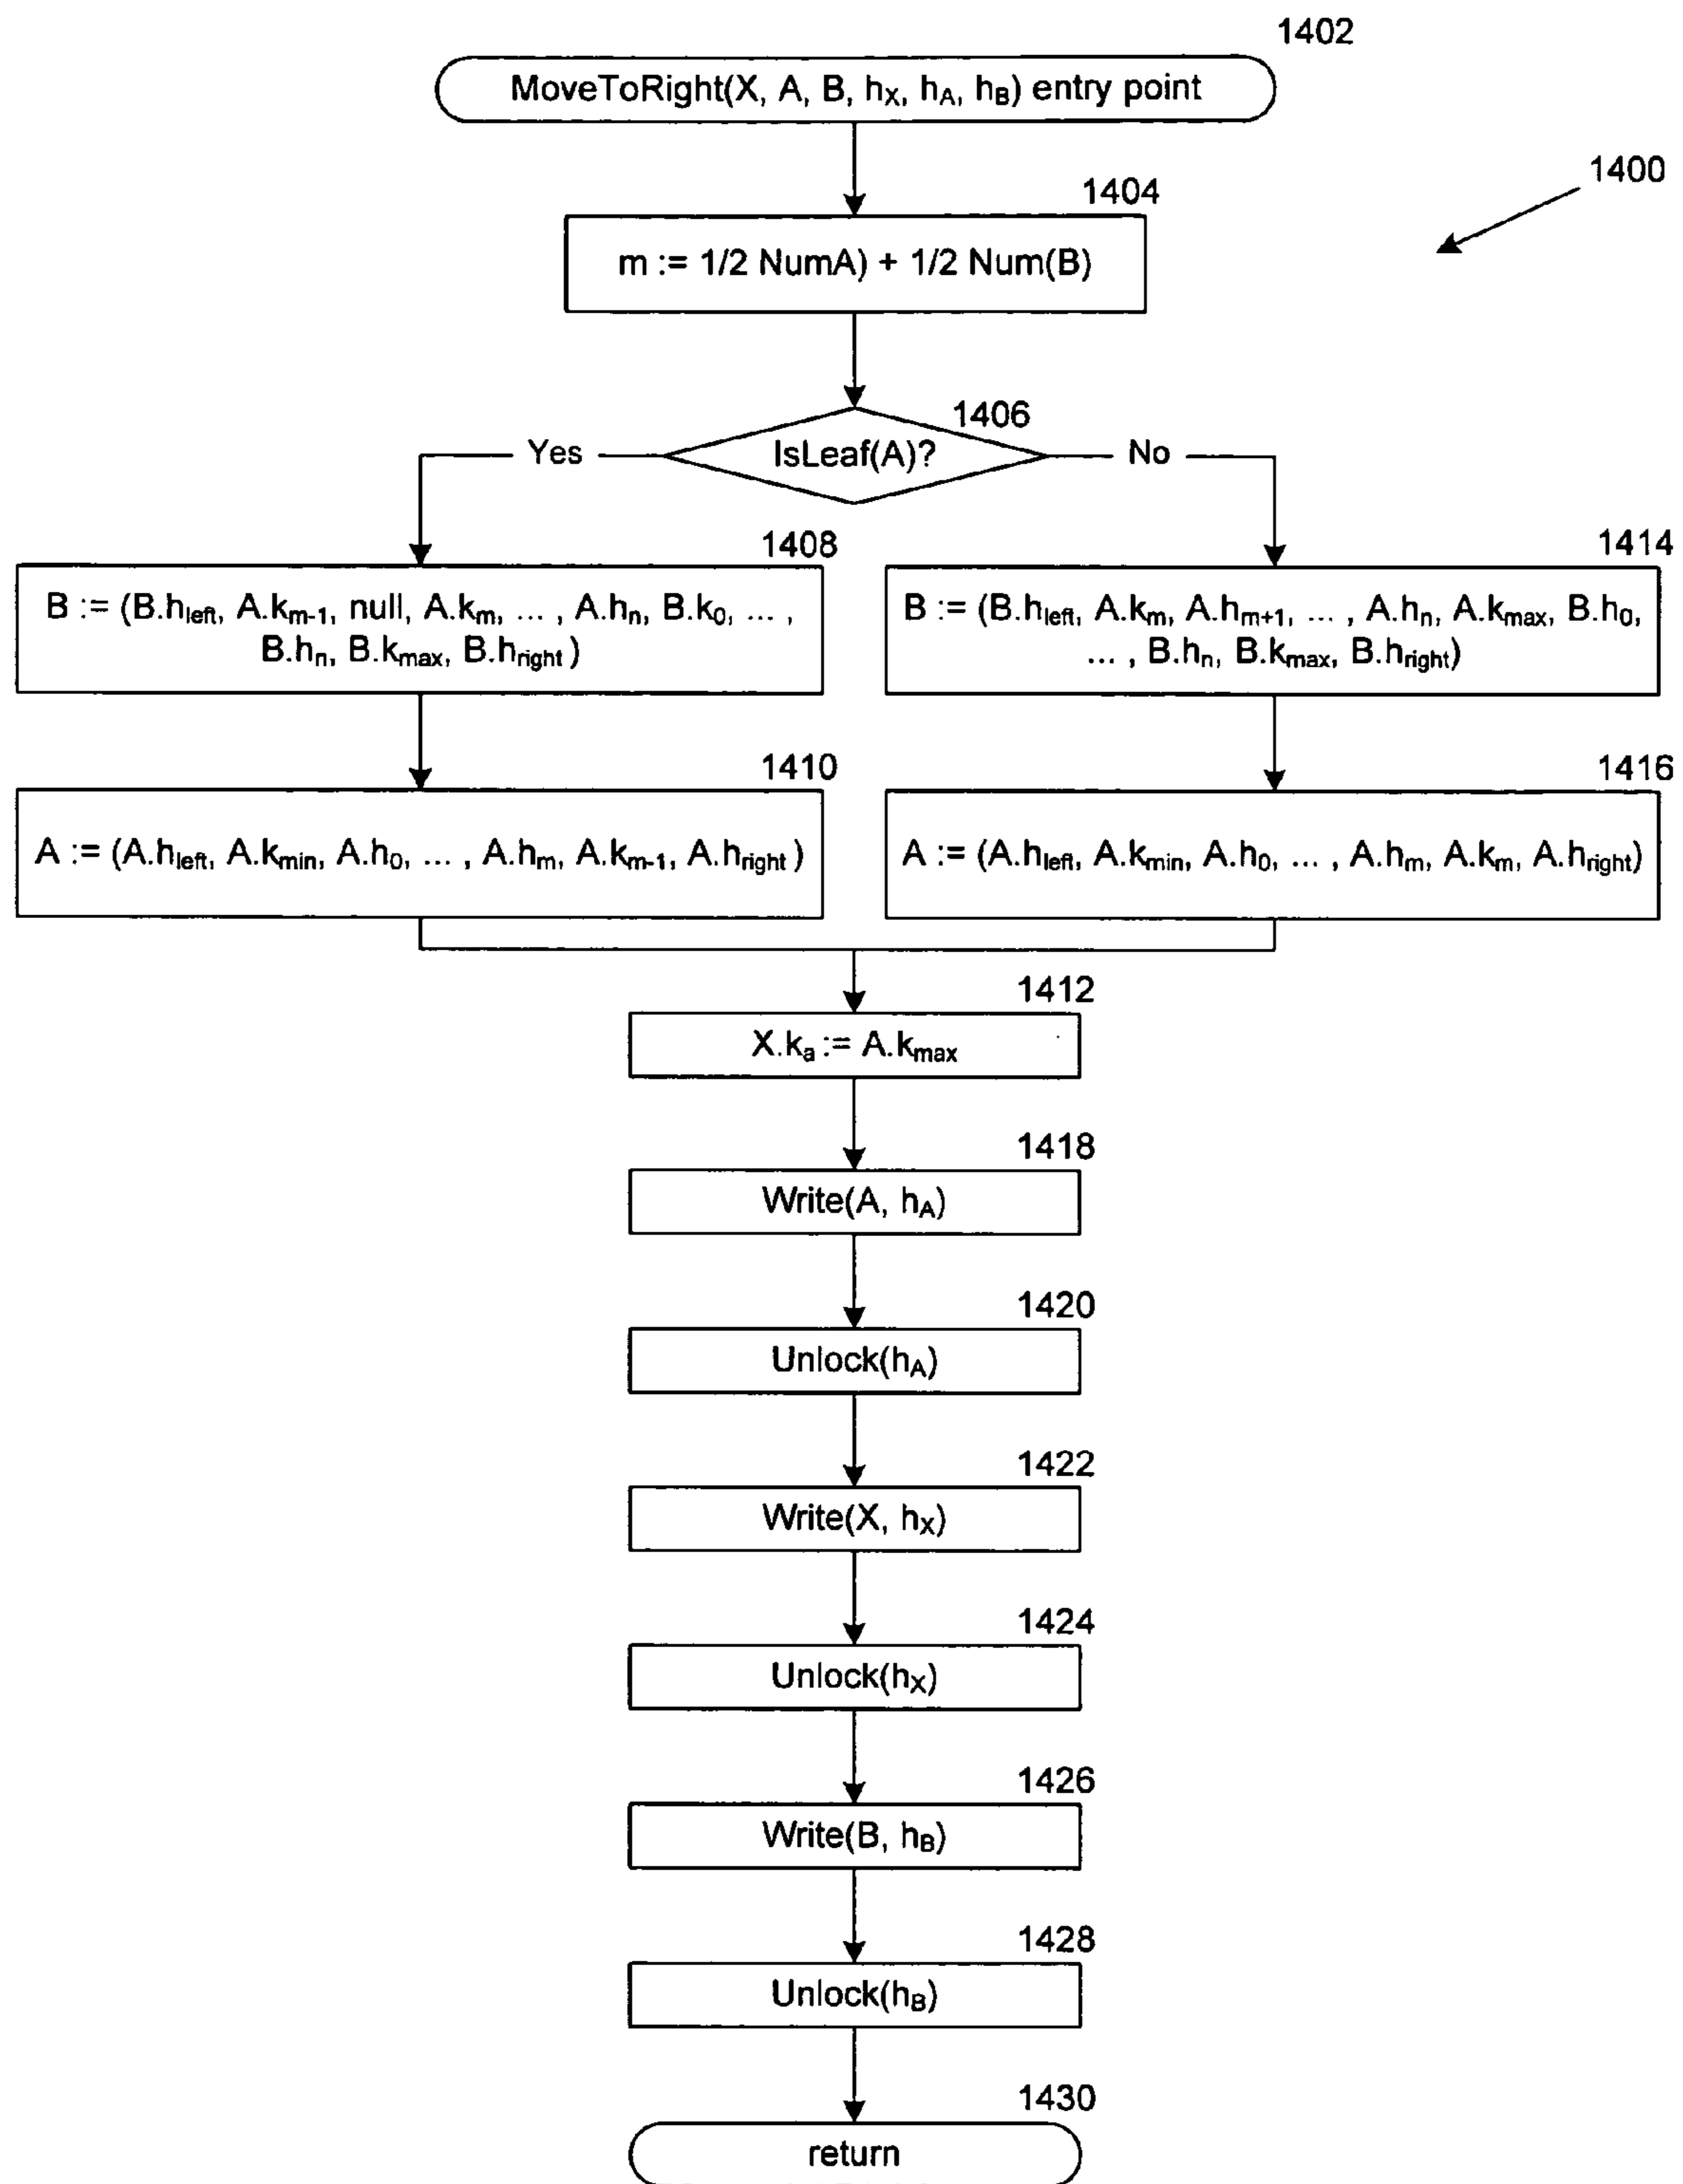 1402
MoveToRight(X, A, B, hX, hA, hB) entry point
1400
1404
m := 1/2 NumA) + 1/2 Num(B)
1406
Yes
IsLeaf(A)?
No
1408
B := (B.hleft, A.km-1, null, A.km, ... , A.hn, B.k0, ... ,
B.hn, B.kmax, B.hright)
1414
B := (B.hleft, A.km, A.hm+1, ... , A.hn, A.kmax, B.h0,
... , B.hn, B.kmax, B.hright)
1410
A := (A.hleft, A.kmin, A.h0, ... , A.hm, A.km-1, A.hright)
1416
A := (A.hleft, A.kmin, A.h0, ... , A.hm, A.km, A.hright)
1412
X.ka := A.kmax
1418
Write(A, hA)
1420
Unlock(hA)
1422
Write(X, hX)
1424
Unlock(hX)
1426
Write(B, hB)
1428
Unlock(hB)
1430
return